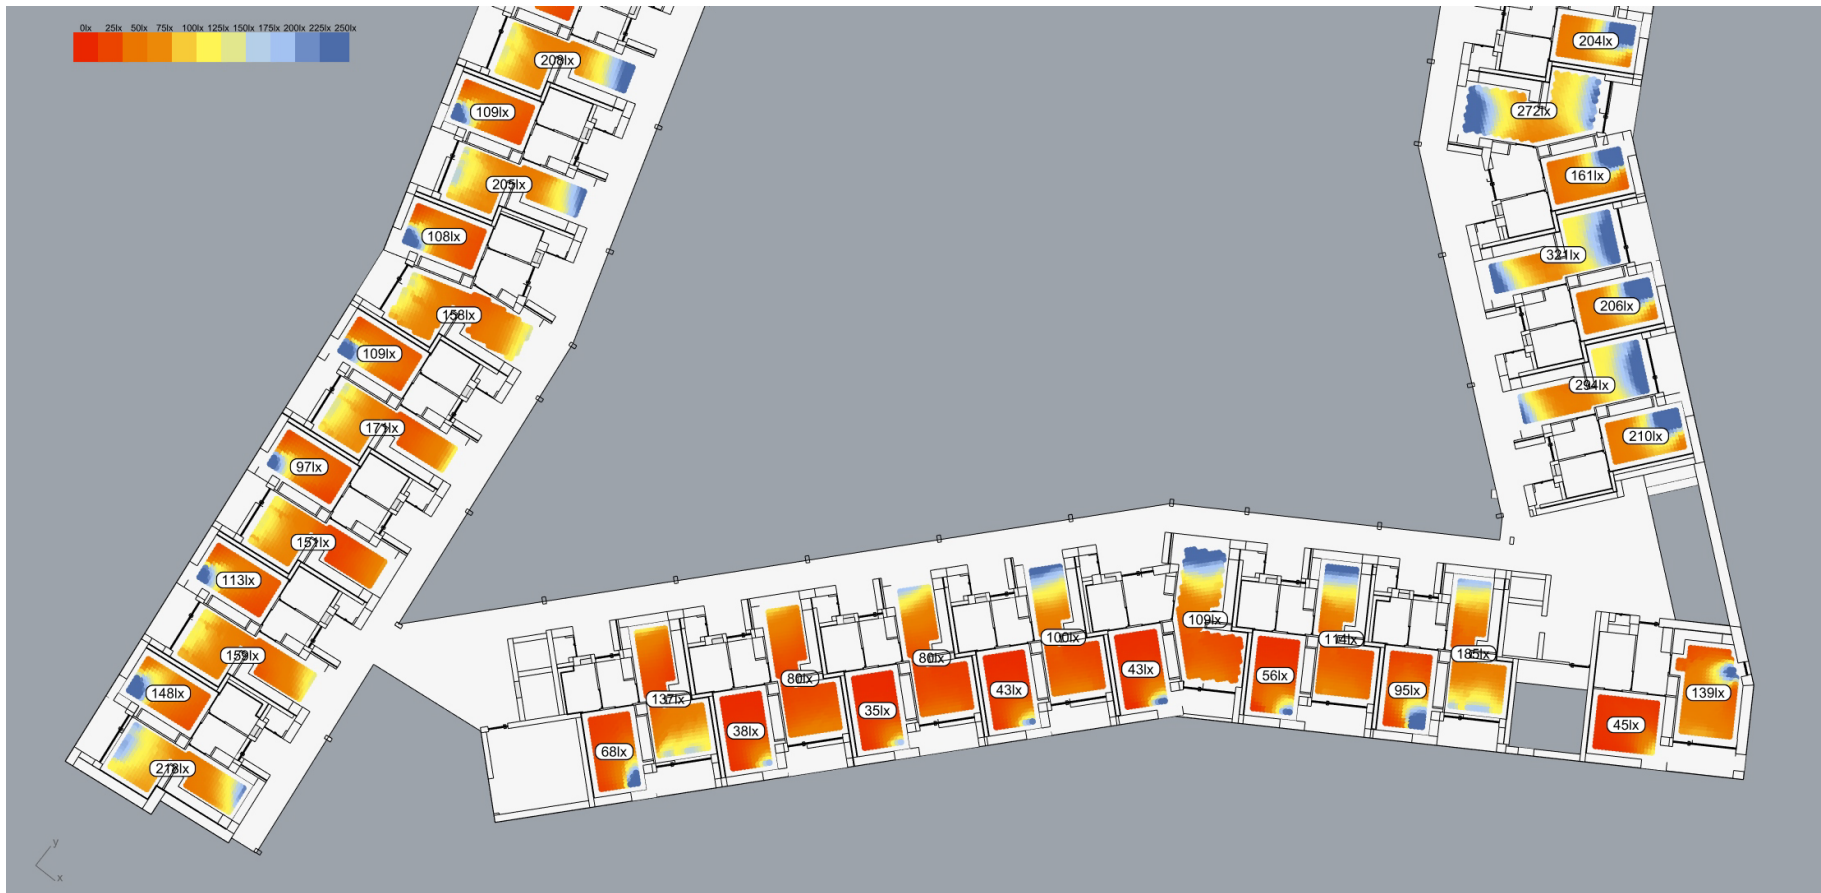 0lx 25lx 50lx 75lx 100lx 125lx 150lx 175lx 200lx 225lx 250lx
204lx
208lx
109lx
272lx
161lx
205lx
108lx
321lx
206lx
158lx
109lx
294lx
171lx
210lx
97lx
151lx
113lx
109lx
100lx
114lx
159lx
80lx
185lx
43lx
56lx
80lx
43lx
95lx
148lx
137lx
139lx
35lx
45lx
38lx
68lx
218lx
y
x